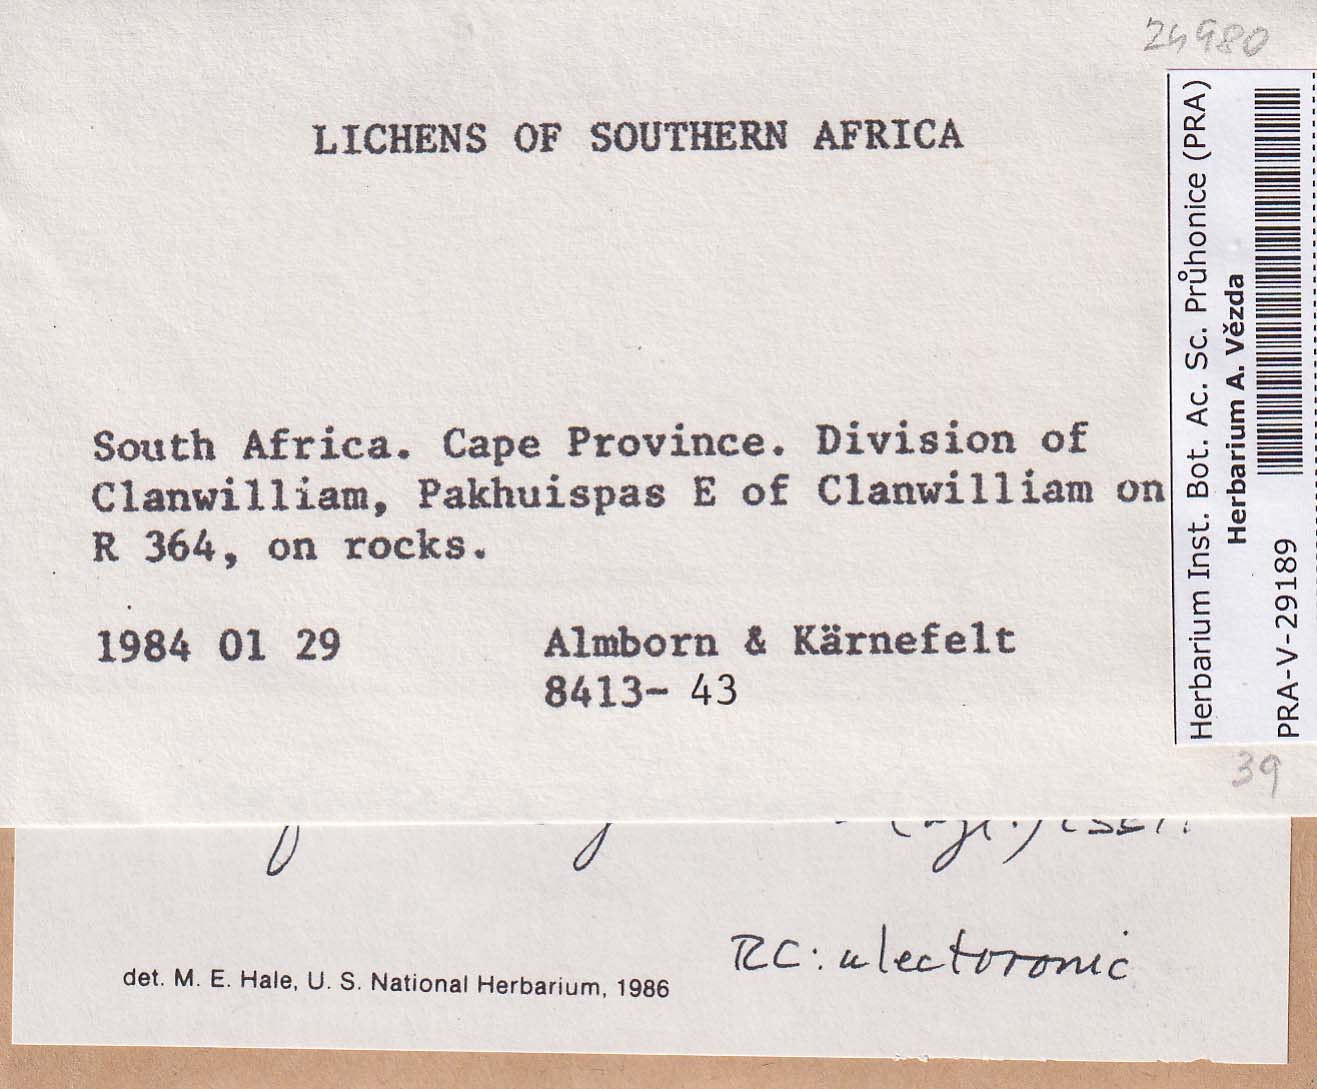 24980
LICHENS OF SOUTHERN AFRICA
South Africa. Cape Province. Division of
Clanwilliam, Pakhuispas E of Clanwilliam on
R 364, on rocks.
1984 01 29
Almborn & Kärnefelt
8413- 43
Herbarium Inst. Bot. Ac. Sc. Průhonice (PRA)
Herbarium A. Vězda
PRA-V-29189
39
RC: alectoronic
det. M. E. Hale, U. S. National Herbarium, 1986